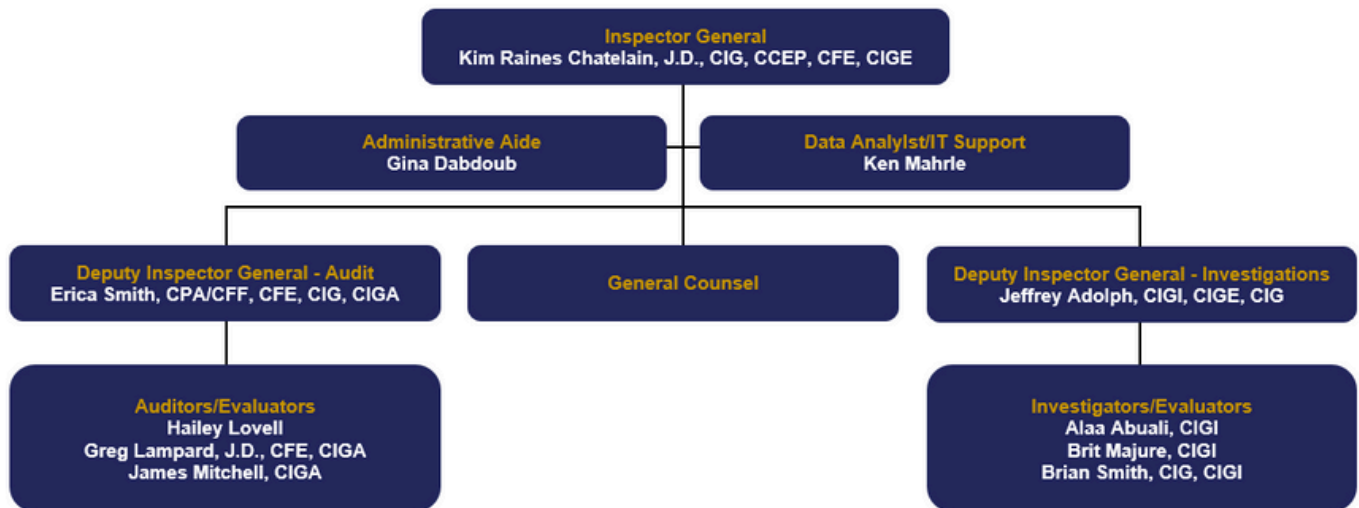 Inspector General
Kim Raines Chatelain, J.D., CIG, CCEP, CFE, CIGE
Administrative Aide
Gina Dabdoub
Data Analylst/IT Support
Ken Mahrle
Deputy Inspector General - Audit
Erica Smith, CPA/CFF, CFE, CIG, CIGA
General Counsel
Deputy Inspector General - Investigations
Jeffrey Adolph, CIGI, CIGE, CIG
Auditors/Evaluators
Hailey Lovell
Greg Lampard, J.D., CFE, CIGA
James Mitchell, CIGA
Investigators/Evaluators
Alaa Abuali, CIGI
Brit Majure, CIGI
Brian Smith, CIG, CIGI